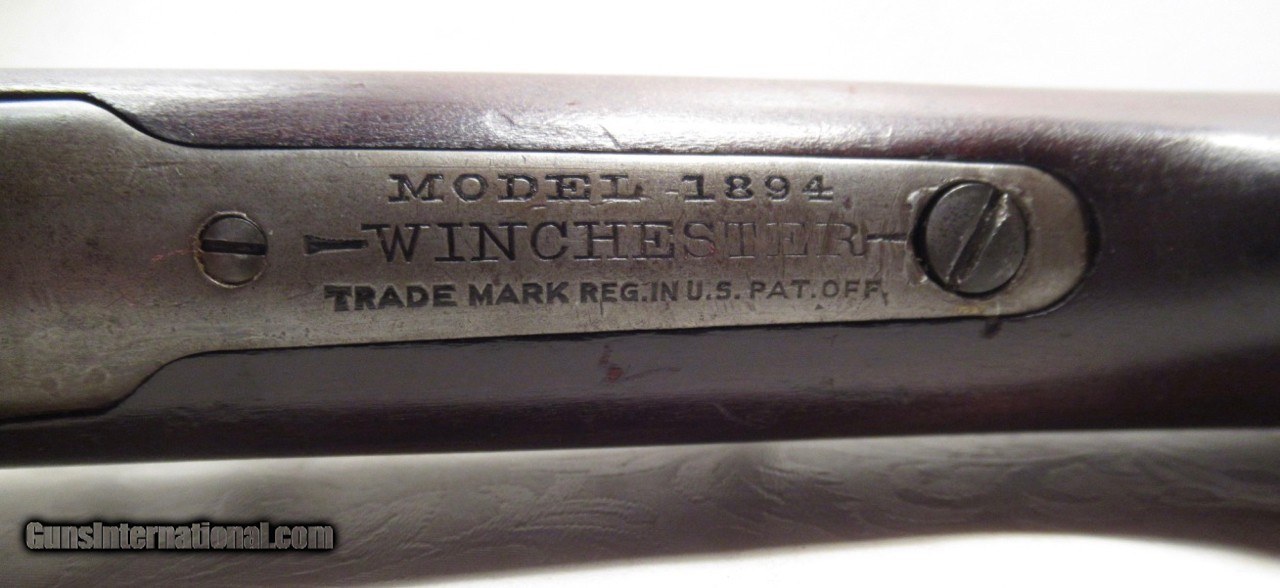 MODEL 1894.
WINCHESTER
TRADE MARK REG. IN U.S. PAT. OFF.
GunsInternational.com